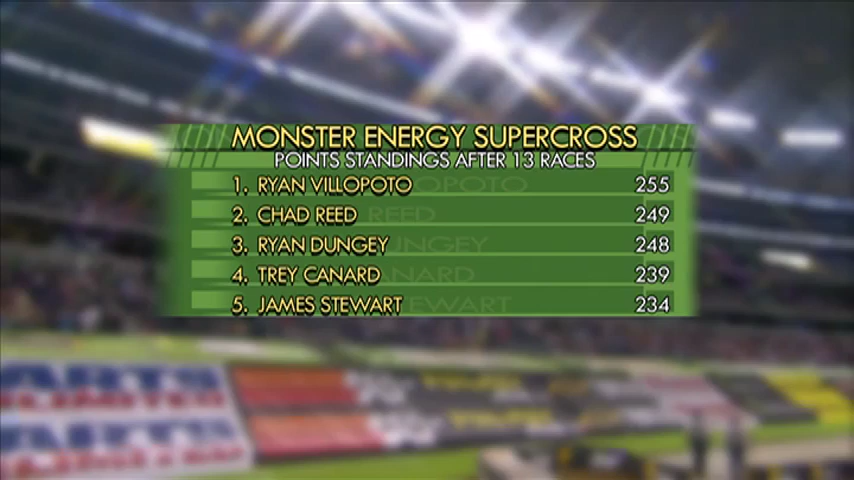 MONSTER ENERGY SUPERCROSS
POINTS STANDINGS AFTER 13 RACES
1. RYAN VILLOPOTO 255
2. CHAD REED 249
3. RYAN DUNGEY 248
4. TREY CANARD 239
5. JAMES STEWART 234